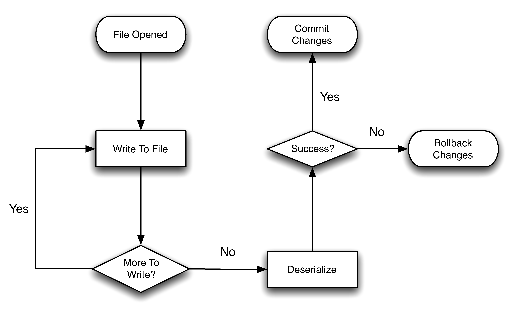 File Opened
Write To File
Yes
More To
Write?
No
Deserialize
Success?
Yes
Commit
Changes
No
Rollback
Changes